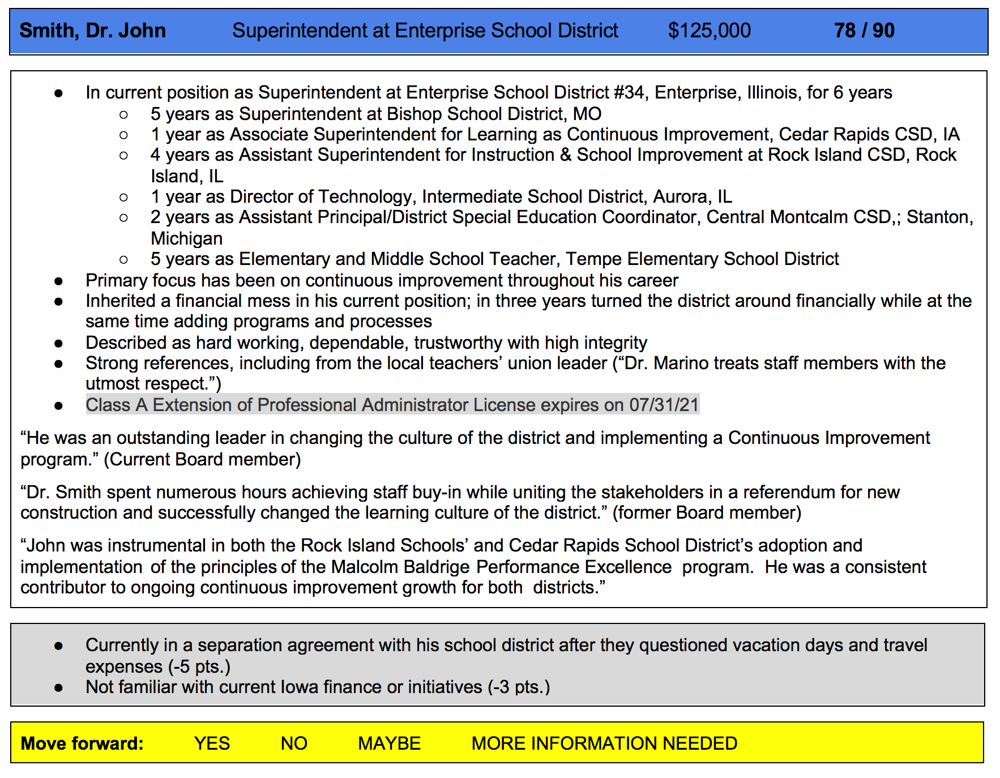 Smith, Dr. John Superintendent at Enterprise School District $125,000 78 / 90
● In current position as Superintendent at Enterprise School District #34, Enterprise, Illinois, for 6 years
○ 5 years as Superintendent at Bishop School District, MO
○ 1 year as Associate Superintendent for Learning as Continuous Improvement, Cedar Rapids CSD, IA
○ 4 years as Assistant Superintendent for Instruction & School Improvement at Rock Island CSD, Rock
Island, IL
○ 1 year as Director of Technology, Intermediate School District, Aurora, IL
○ 2 years as Assistant Principal/District Special Education Coordinator, Central Montcalm CSD,; Stanton,
Michigan
○ 5 years as Elementary and Middle School Teacher, Tempe Elementary School District
● Primary focus has been on continuous improvement throughout his career
● Inherited a financial mess in his current position; in three years turned the district around financially while at the
same time adding programs and processes
● Described as hard working, dependable, trustworthy with high integrity
● Strong references, including from the local teachers’ union leader (“Dr. Marino treats staff members with the
utmost respect.”)
● Class A Extension of Professional Administrator License expires on 07/31/21
“He was an outstanding leader in changing the culture of the district and implementing a Continuous Improvement
program.” (Current Board member)
“Dr. Smith spent numerous hours achieving staff buy-in while uniting the stakeholders in a referendum for new
construction and successfully changed the learning culture of the district.” (former Board member)
“John was instrumental in both the Rock Island Schools’ and Cedar Rapids School District’s adoption and
implementation of the principles of the Malcolm Baldrige Performance Excellence program. He was a consistent
contributor to ongoing continuous improvement growth for both districts.”
● Currently in a separation agreement with his school district after they questioned vacation days and travel
expenses (-5 pts.)
● Not familiar with current Iowa finance or initiatives (-3 pts.)
Move forward: YES NO MAYBE MORE INFORMATION NEEDED